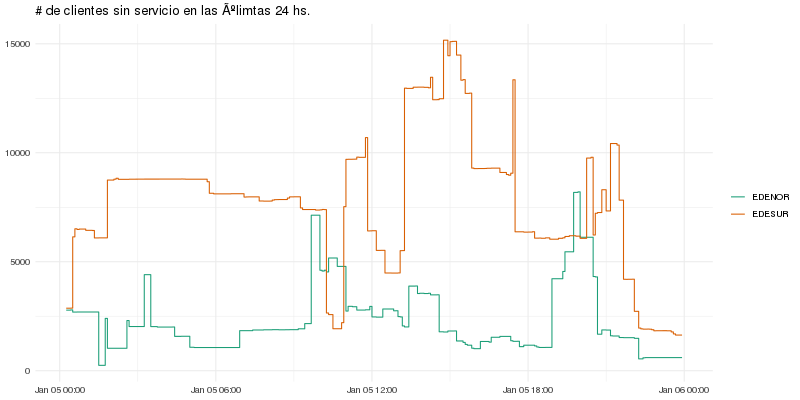 # de clientes sin servicio en las Ãºlimtas 24 hs.
15000
10000
5000
0
Jan 05 00:00
Jan 05 06:00
Jan 05 12:00
Jan 05 18:00
Jan 06 00:00
EDENOR
EDESUR